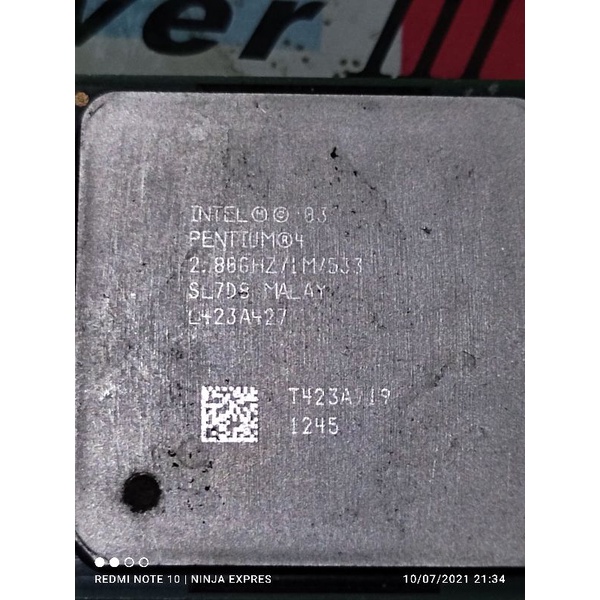 ver
INTEL Ⓜ © '03
PENTIUM®4
2.80GHZ/1M/533
SL7D8 MALAY
L423A427
1245
REDMI NOTE 10 | NINJA EXPRES
10/07/2021 21:34